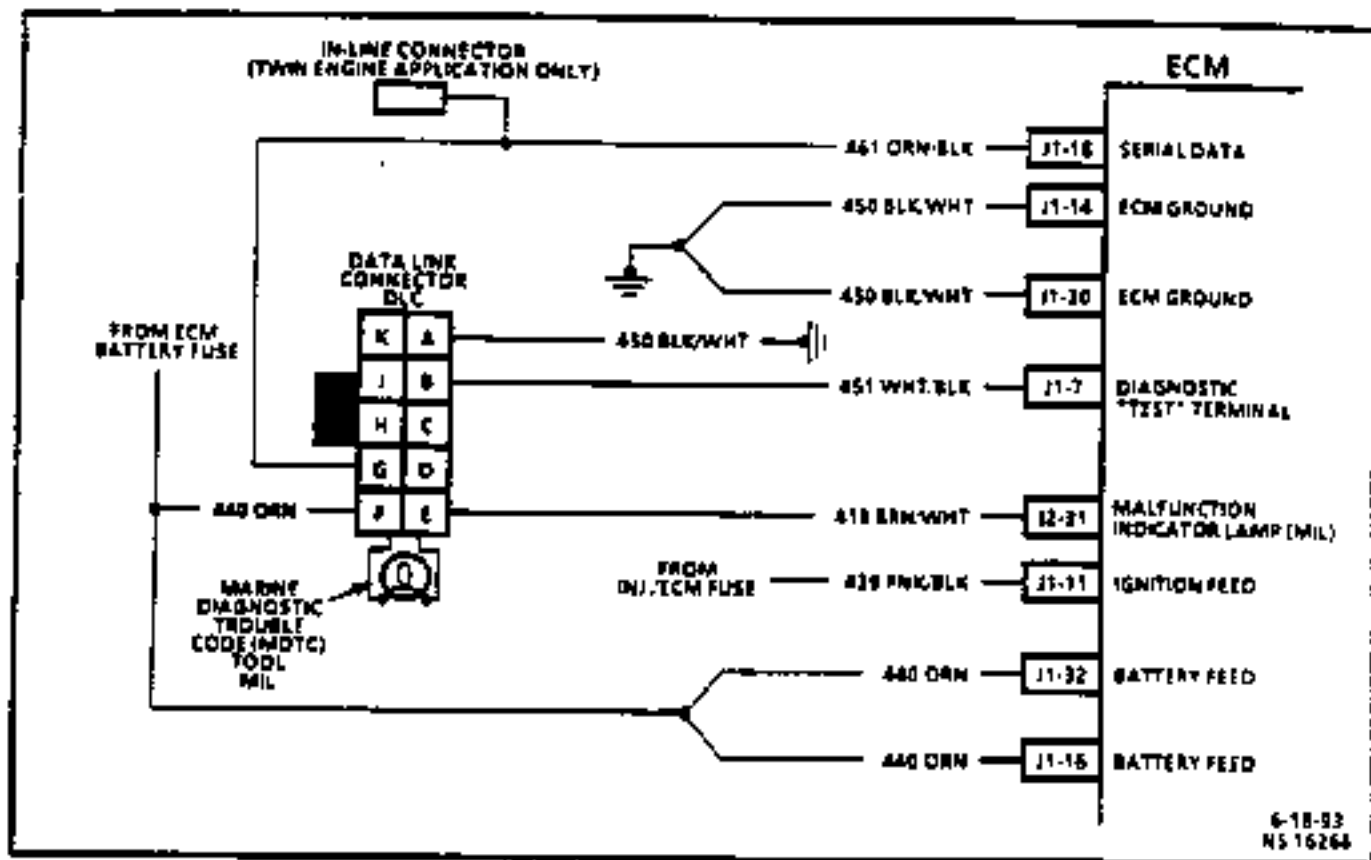 IN-LINE CONNECTOR
(TWIN ENGINE APPLICATION ONLY)
ECM
461 ORN/BLK
J1-18
SERIAL DATA
450 BLK/WHT
J1-14
ECM GROUND
450 BLK/WHT
J1-30
ECM GROUND
DATA LINK
CONNECTOR
DLC
FROM ECM
BATTERY FUSE
K A
J B
H C
G D
F E
450 BLK/WHT
451 WHT/BLK
J1-7
DIAGNOSTIC
"TEST" TERMINAL
440 ORN
419 BRN/WHT
J2-31
MALFUNCTION
INDICATOR LAMP (MIL)
MARINE
DIAGNOSTIC
TROUBLE
CODE (MDTC)
TOOL
MIL
FROM
INJ./ECM FUSE
439 PNK/BLK
J1-11
IGNITION FEED
440 ORN
J1-32
BATTERY FEED
440 ORN
J1-16
BATTERY FEED
6-18-93